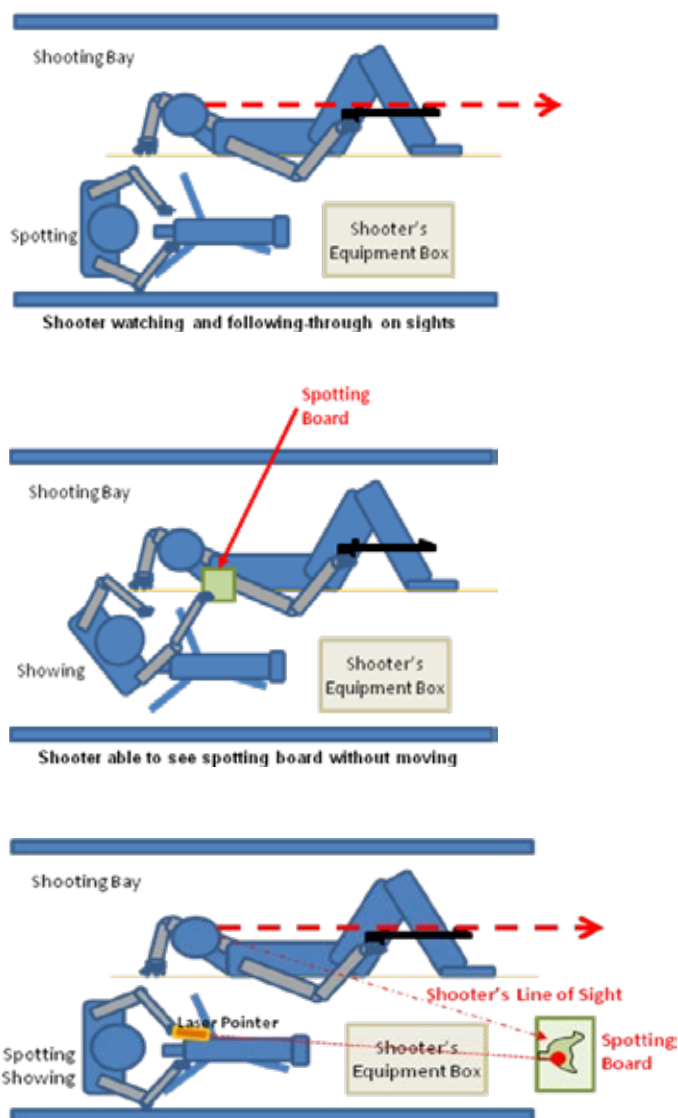 Shooting Bay
Spotting
Shooter's
Equipment Box
Shooter watching and following-through on sights
Spotting
Board
Shooting Bay
Showing
Shooter's
Equipment Box
Shooter able to see spotting board without moving
Shooting Bay
Shooter's Line of Sight
Laser Pointer
Spotting
Showing
Shooter's
Equipment Box
Spotting
Board